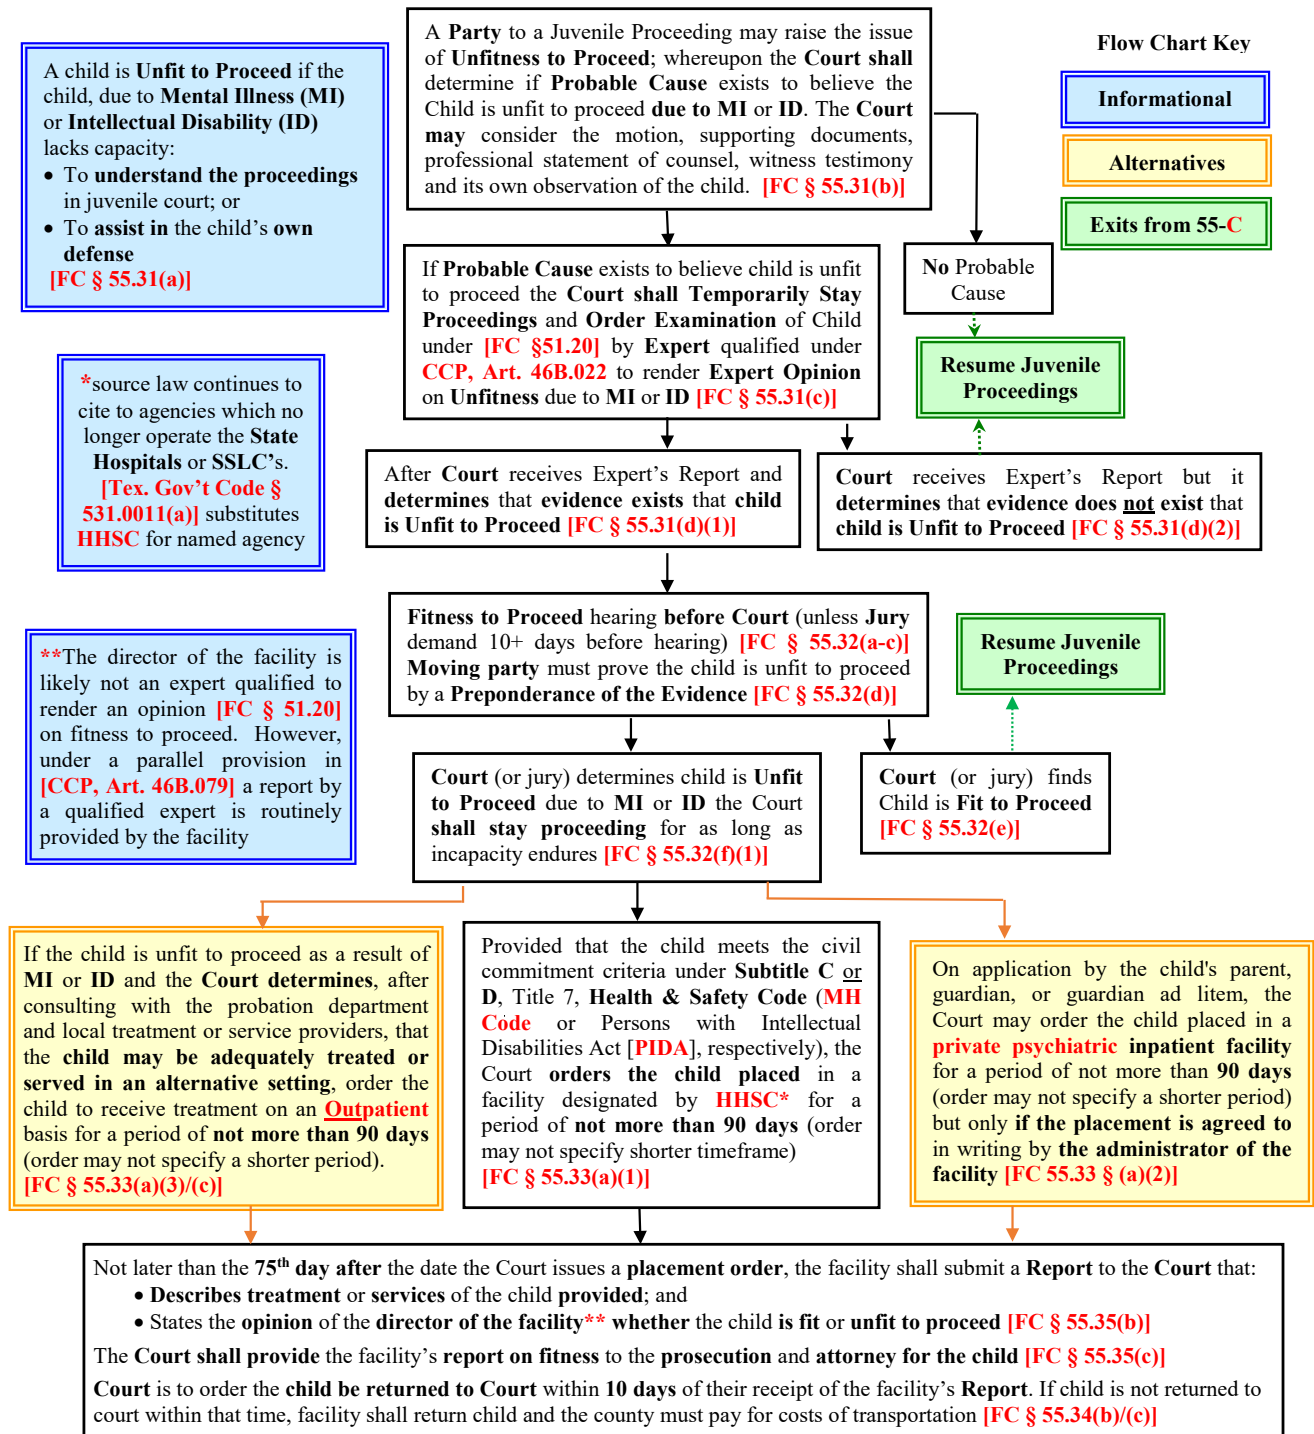 A Party to a Juvenile Proceeding may raise the issue
of Unfitness to Proceed; whereupon the Court shall
determine if Probable Cause exists to believe the
Child is unfit to proceed due to MI or ID. The Court
may consider the motion, supporting documents,
professional statement of counsel, witness testimony
and its own observation of the child. [FC § 55.31(b)]
Flow Chart Key
Informational
Alternatives
Exits from 55-C
A child is Unfit to Proceed if the
child, due to Mental Illness (MI)
or Intellectual Disability (ID)
lacks capacity:
• To understand the proceedings
in juvenile court; or
• To assist in the child's own
defense
[FC § 55.31(a)]
If Probable Cause exists to believe child is unfit
to proceed the Court shall Temporarily Stay
Proceedings and Order Examination of Child
under [FC §51.20] by Expert qualified under
CCP, Art. 46B.022 to render Expert Opinion
on Unfitness due to MI or ID [FC § 55.31(c)]
No Probable
Cause
Resume Juvenile
Proceedings
*source law continues to
cite to agencies which no
longer operate the State
Hospitals or SSLC's.
[Tex. Gov't Code §
531.0011(a)] substitutes
HHSC for named agency
After Court receives Expert's Report and
determines that evidence exists that child
is Unfit to Proceed [FC § 55.31(d)(1)]
Court receives Expert's Report but it
determines that evidence does not exist that
child is Unfit to Proceed [FC § 55.31(d)(2)]
Fitness to Proceed hearing before Court (unless Jury
demand 10+ days before hearing) [FC § 55.32(a-c)]
Moving party must prove the child is unfit to proceed
by a Preponderance of the Evidence [FC § 55.32(d)]
Resume Juvenile
Proceedings
**The director of the facility is
likely not an expert qualified to
render an opinion [FC § 51.20]
on fitness to proceed. However,
under a parallel provision in
[CCP, Art. 46B.079] a report by
a qualified expert is routinely
provided by the facility
Court (or jury) determines child is Unfit
to Proceed due to MI or ID the Court
shall stay proceeding for as long as
incapacity endures [FC § 55.32(f)(1)]
Court (or jury) finds
Child is Fit to Proceed
[FC § 55.32(e)]
If the child is unfit to proceed as a result of
MI or ID and the Court determines, after
consulting with the probation department
and local treatment or service providers, that
the child may be adequately treated or
served in an alternative setting, order the
child to receive treatment on an Outpatient
basis for a period of not more than 90 days
(order may not specify a shorter period).
[FC § 55.33(a)(3)/(c)]
Provided that the child meets the civil
commitment criteria under Subtitle C or
D, Title 7, Health & Safety Code (MH
Code or Persons with Intellectual
Disabilities Act [PIDA], respectively), the
Court orders the child placed in a
facility designated by HHSC* for a
period of not more than 90 days (order
may not specify shorter timeframe)
[FC § 55.33(a)(1)]
On application by the child's parent,
guardian, or guardian ad litem, the
Court may order the child placed in a
private psychiatric inpatient facility
for a period of not more than 90 days
(order may not specify a shorter period)
but only if the placement is agreed to
in writing by the administrator of the
facility [FC 55.33 § (a)(2)]
Not later than the 75th day after the date the Court issues a placement order, the facility shall submit a Report to the Court that:
• Describes treatment or services of the child provided; and
• States the opinion of the director of the facility** whether the child is fit or unfit to proceed [FC § 55.35(b)]
The Court shall provide the facility's report on fitness to the prosecution and attorney for the child [FC § 55.35(c)]
Court is to order the child be returned to Court within 10 days of their receipt of the facility's Report. If child is not returned to
court within that time, facility shall return child and the county must pay for costs of transportation [FC § 55.34(b)/(c)]